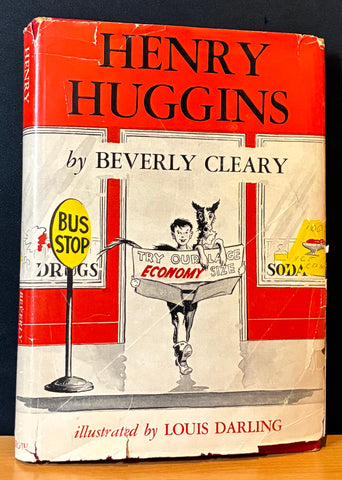 HENRY
HUGGINS
by BEVERLY CLEARY
BUS
STOP
DRUGS
TRY OUR LARGE
ECONOMY SIZE
SODA
illustrated by LOUIS DARLING
HENRY
BEVERLY